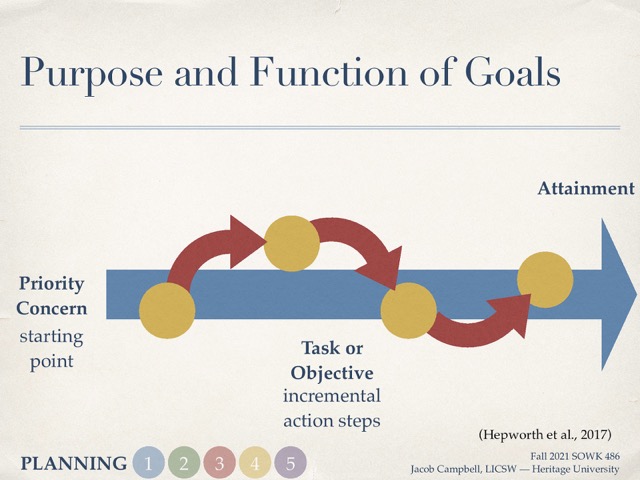 Purpose and Function of Goals
Attainment
Priority
Concern
starting
point
Task or
Objective
incremental
action steps
(Hepworth et al., 2017)
PLANNING 1 2 3 4 5
Fall 2021 SOWK 486
Jacob Campbell, LICSW — Heritage University